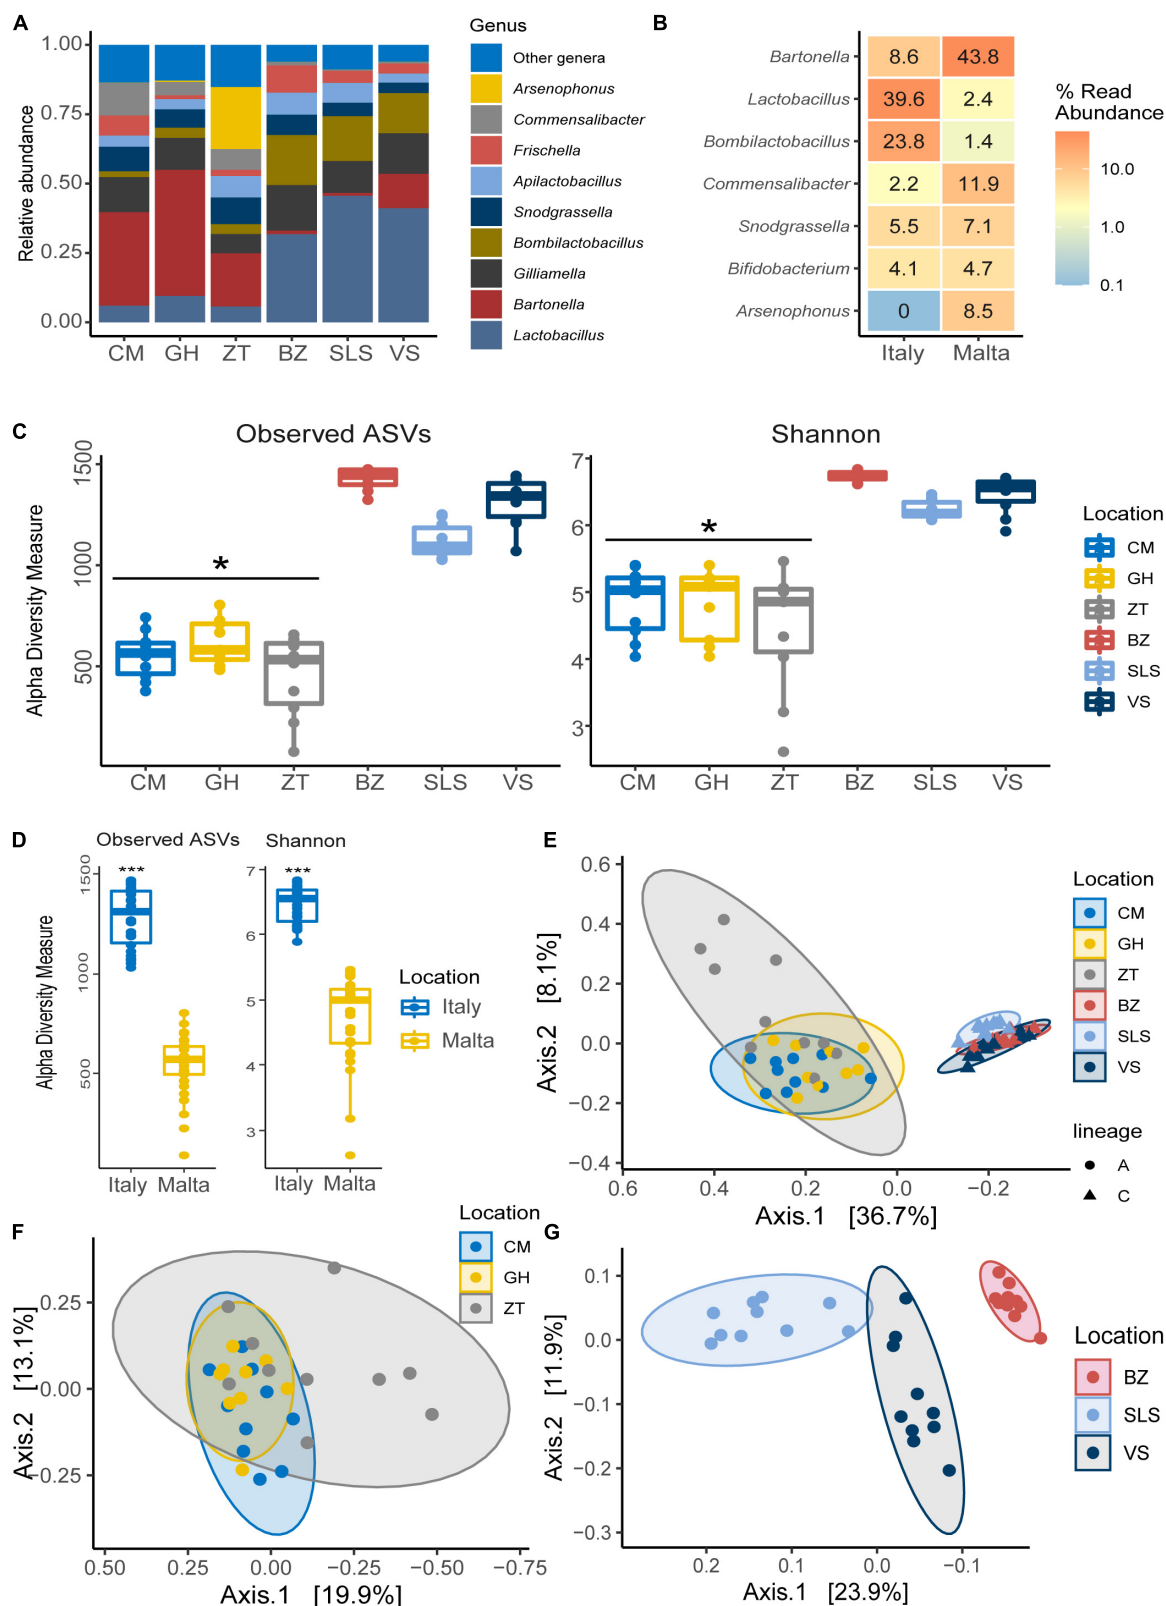 A
Genus
Relative abundance
1.00
0.75
0.50
0.25
0.00
CM GH ZT BZ SLS VS
Other genera
Arsenophonus
Commensalibacter
Frischella
Apilactobacillus
Snodgrassella
Bombilactobacillus
Gilliamella
Bartonella
Lactobacillus
B
Bartonella 8.6 43.8
Lactobacillus 39.6 2.4
Bombilactobacillus 23.8 1.4
Commensalibacter 2.2 11.9
Snodgrassella 5.5 7.1
Bifidobacterium 4.1 4.7
Arsenophonus 0 8.5
Italy Malta
% Read
Abundance
10.0
1.0
0.1
C
Observed ASVs
Alpha Diversity Measure
1500
1000
500
*
CM GH ZT BZ SLS VS
Shannon
7
6
5
4
3
*
CM GH ZT BZ SLS VS
Location
CM
GH
ZT
BZ
SLS
VS
D
Observed ASVs
Alpha Diversity Measure
1500
1000
500
***
Italy Malta
Shannon
7
6
5
4
3
***
Italy Malta
Location
Italy
Malta
E
Axis.2 [8.1%]
0.6
0.4
0.2
0.0
−0.2
−0.4
0.6 0.4 0.2 0.0 −0.2
Axis.1 [36.7%]
Location
CM
GH
ZT
BZ
SLS
VS
lineage
A
C
F
Axis.2 [13.1%]
0.25
0.00
−0.25
0.50 0.25 0.00 −0.25 −0.50 −0.75
Axis.1 [19.9%]
Location
CM
GH
ZT
G
Axis.2 [11.9%]
0.1
0.0
−0.1
−0.2
−0.3
0.2 0.1 0.0 −0.1
Axis.1 [23.9%]
Location
BZ
SLS
VS